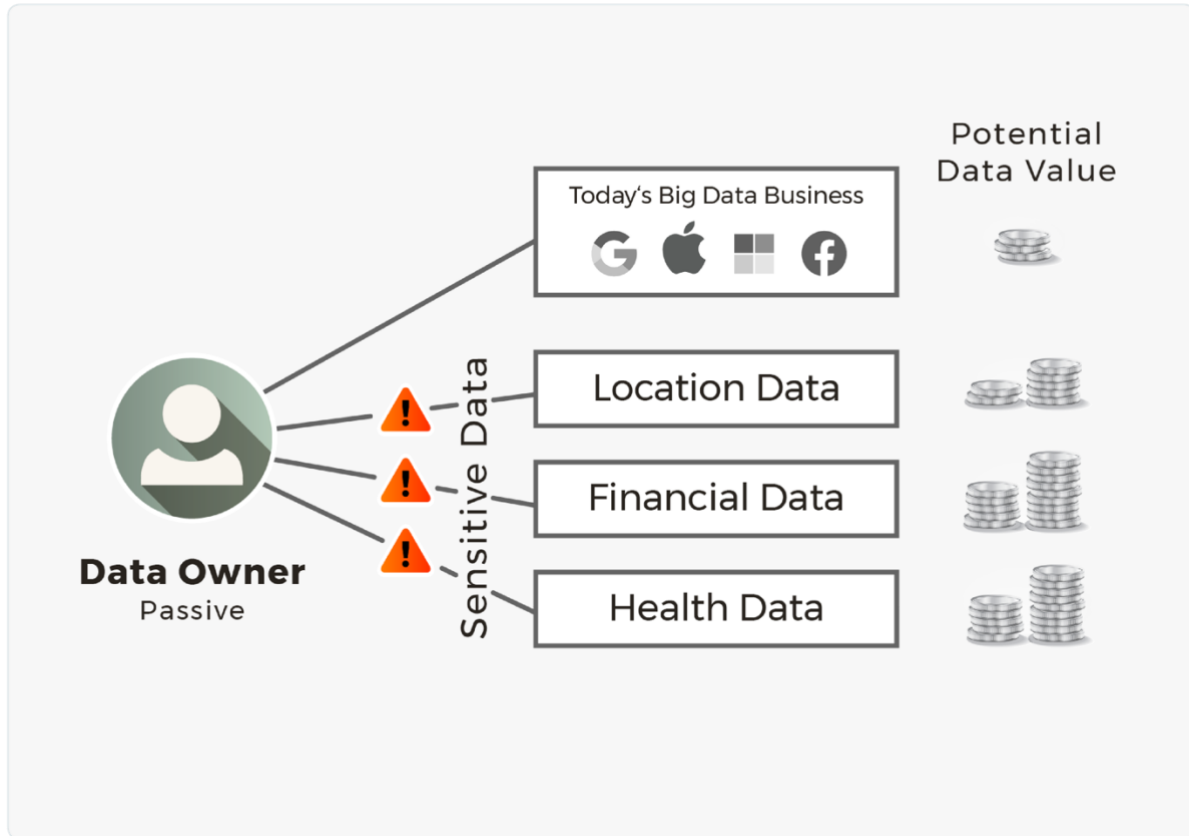 Potential
Data Value
Today‘s Big Data Business
Location Data
Financial Data
Health Data
Sensitive Data
Data Owner
Passive